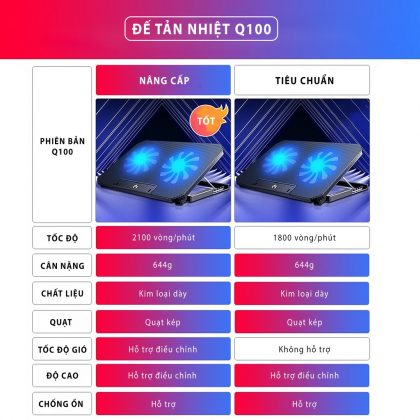 ĐẾ TẢN NHIỆT Q100
NÂNG CẤP
TIÊU CHUẨN
PHIÊN BẢN
Q100
TỐT
TỐC ĐỘ
2100 vòng/phút
1800 vòng/phút
CÂN NẶNG
644g
644g
CHẤT LIỆU
Kim loại dày
Kim loại dày
QUẠT
Quạt kép
Quạt kép
TỐC ĐỘ GIÓ
Hỗ trợ điều chỉnh
Không hỗ trợ
ĐỘ CAO
Hỗ trợ điều chỉnh
Hỗ trợ điều chỉnh
CHỐNG ỒN
Hỗ trợ
Hỗ trợ